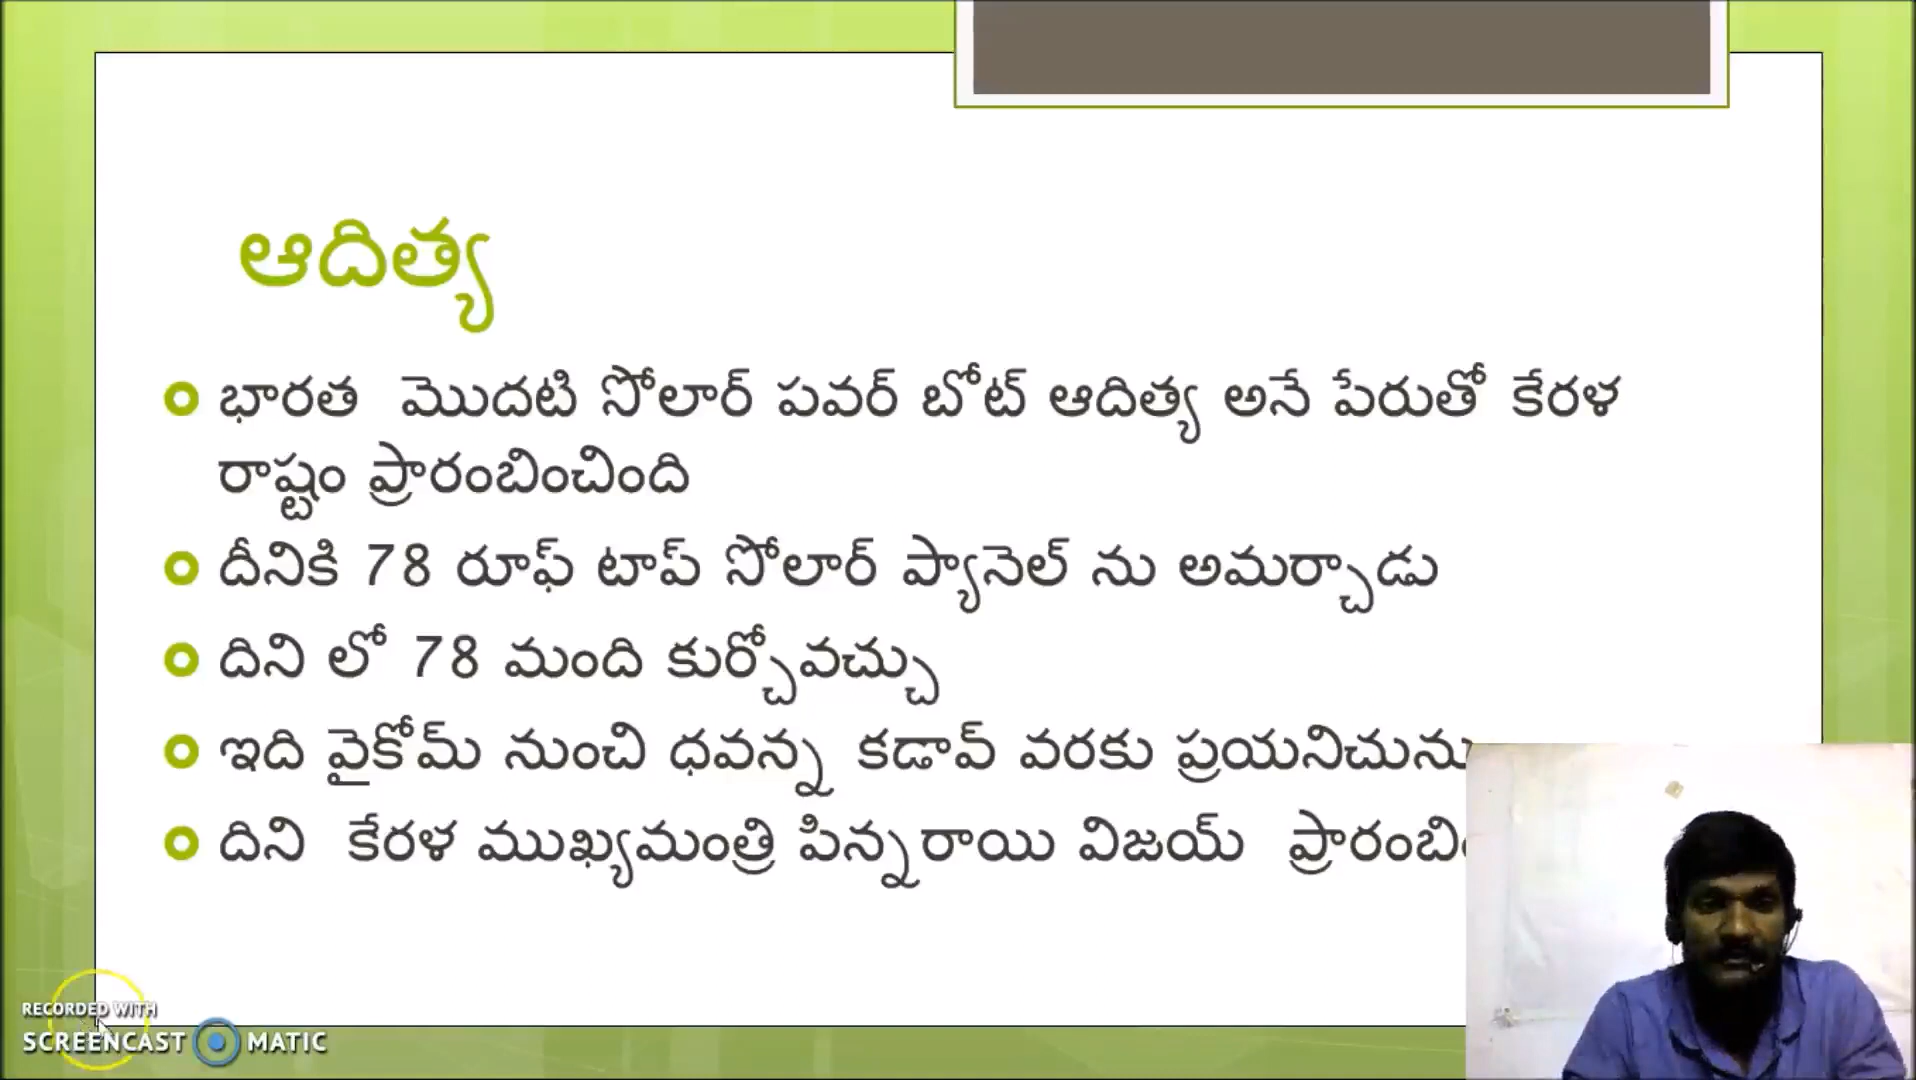 ఆదిత్య
భారత మొదటి సోలార్ పవర్ బోట్ ఆదిత్య అనే పేరుతో కేరళ
రాష్టం ప్రారంబించింది
దీనికి 78 రూఫ్ టాప్ సోలార్ ప్యానెల్ ను అమర్చాడు
దిని లో 78 మంది కుర్చోవచ్చు
ఇది వైకోమ్ నుంచి ధవన్న కడావ్ వరకు ప్రయనిచును
దిని కేరళ ముఖ్యమంత్రి పిన్నరాయి విజయ్
RECORDED WITH
SCREENCAST MATIC